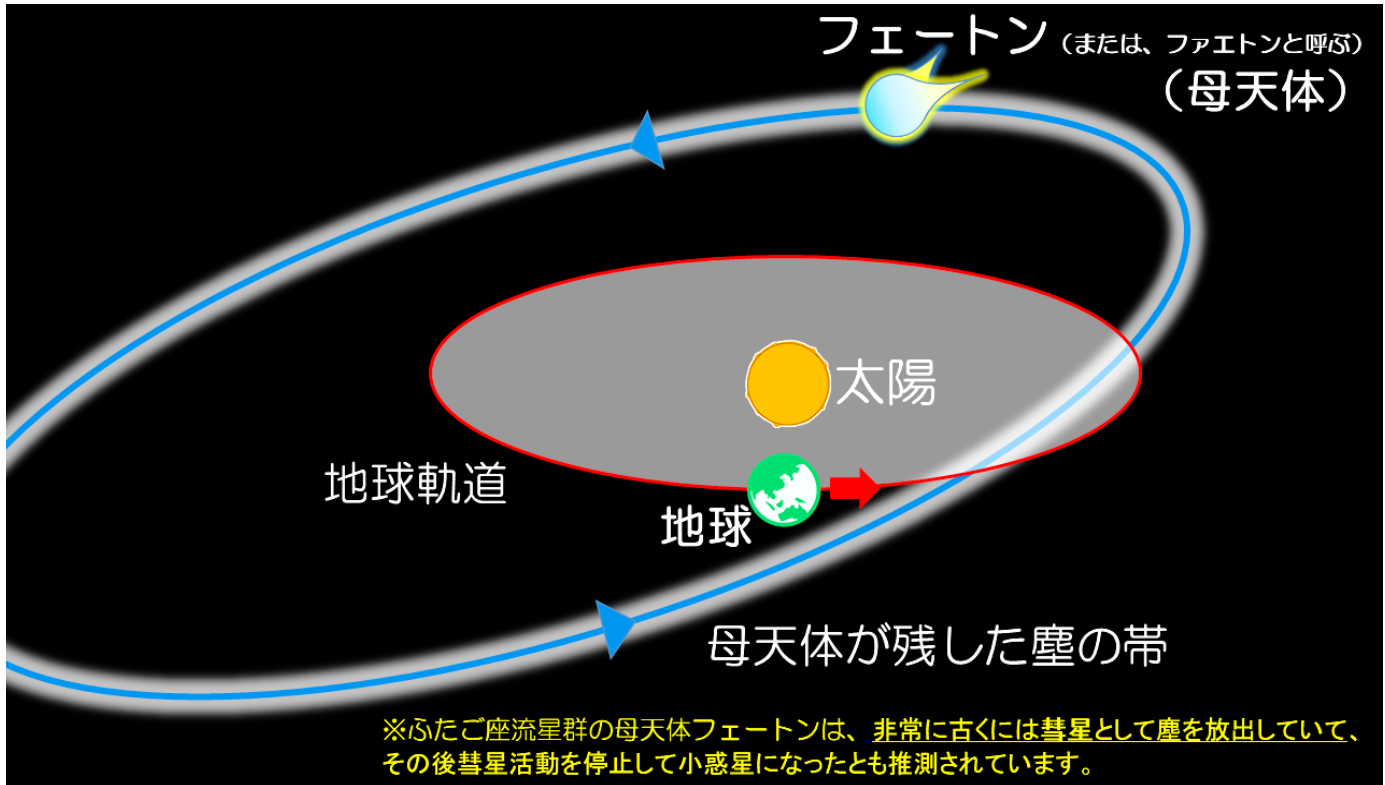 フェートン（または、ファエトンと呼ぶ）
（母天体）
太陽
地球軌道
地球
母天体が残した塵の帯
※ふたご座流星群の母天体フェートンは、非常に古くには彗星として塵を放出していて、
その後彗星活動を停止して小惑星になったとも推測されています。